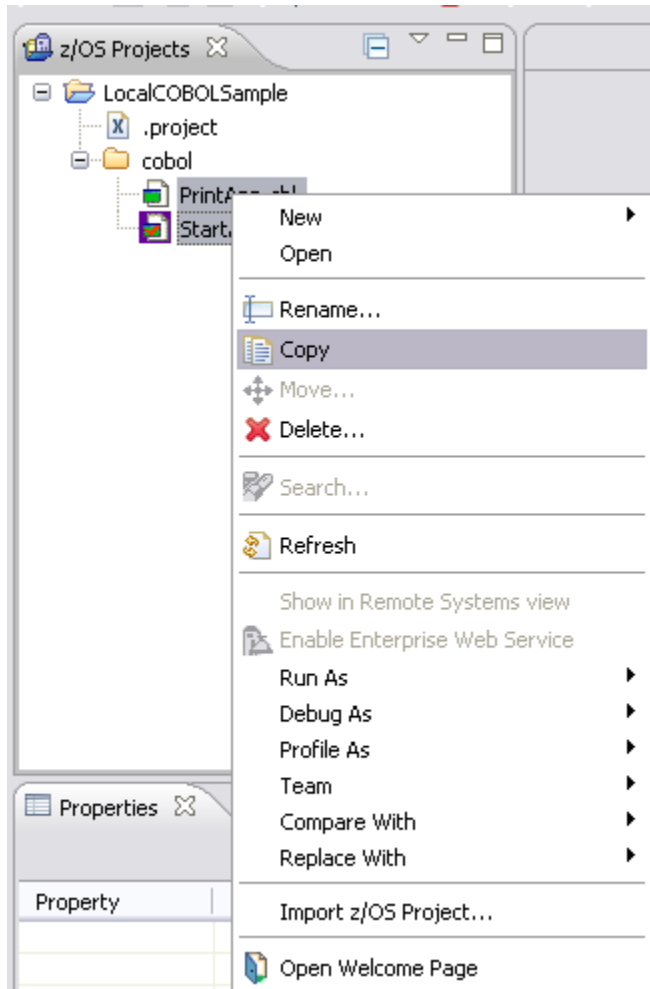 z/OS Projects
LocalCOBOLSample
.project
cobol
New
Open
Rename...
Copy
Move...
Delete...
Search...
Refresh
Show in Remote Systems view
Enable Enterprise Web Service
Run As
Debug As
Profile As
Team
Compare With
Replace With
Import z/OS Project...
Open Welcome Page
Properties
Property